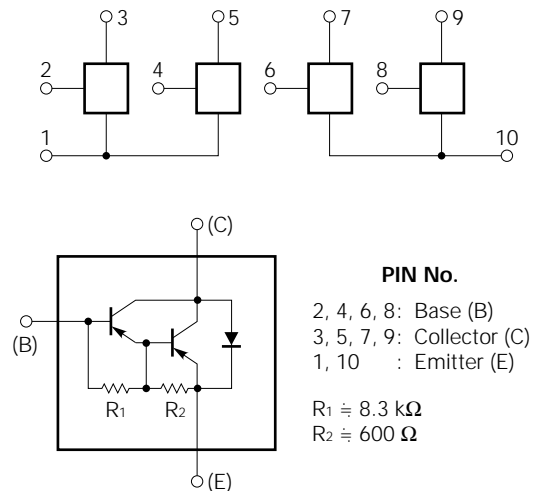 3 5 7 9
2 4 6 8
1 10
(C)
(B)
R1 R2
(E)
PIN No.
2, 4, 6, 8: Base (B)
3, 5, 7, 9: Collector (C)
1, 10 : Emitter (E)
R1 ≒ 8.3 kΩ
R2 ≒ 600 Ω